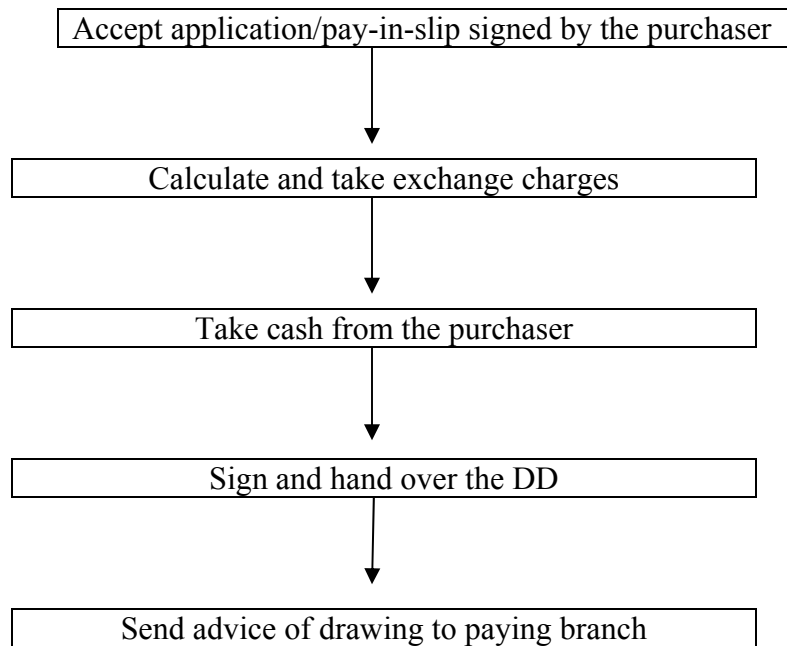 Accept application/pay-in-slip signed by the purchaser
Calculate and take exchange charges
Take cash from the purchaser
Sign and hand over the DD
Send advice of drawing to paying branch